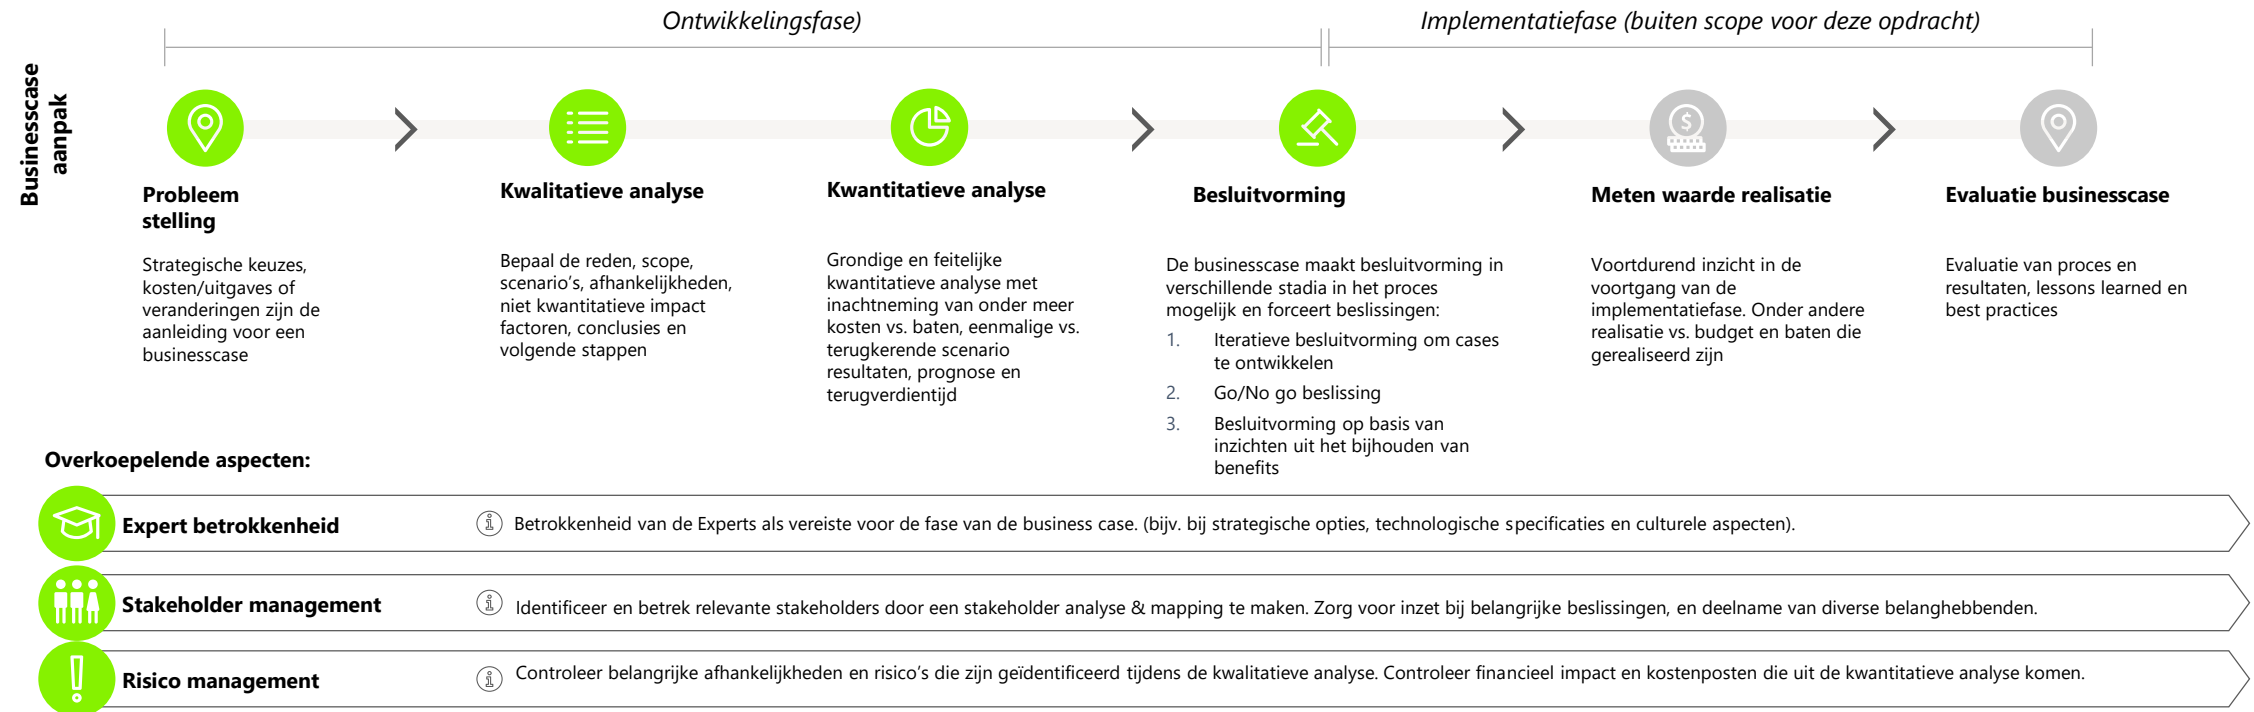 Ontwikkelingsfase)
Implementatiefase (buiten scope voor deze opdracht)
Businesscase
aanpak
Probleem
stelling
Strategische keuzes,
kosten/uitgaves of
veranderingen zijn de
aanleiding voor een
businesscase
Kwalitatieve analyse
Bepaal de reden, scope,
scenario's, afhankelijkheden,
niet kwantitatieve impact
factoren, conclusies en
volgende stappen
Kwantitatieve analyse
Grondige en feitelijke
kwantitatieve analyse met
inachtneming van onder meer
kosten vs. baten, eenmalige vs.
terugkerende scenario
resultaten, prognose en
terugverdientijd
Besluitvorming
De businesscase maakt besluitvorming in
verschillende stadia in het proces
mogelijk en forceert beslissingen:
1. Iteratieve besluitvorming om cases
te ontwikkelen
2. Go/No go beslissing
3. Besluitvorming op basis van
inzichten uit het bijhouden van
benefits
Meten waarde realisatie
Voortdurend inzicht in de
voortgang van de
implementatiefase. Onder andere
realisatie vs. budget en baten die
gerealiseerd zijn
Evaluatie businesscase
Evaluatie van proces en
resultaten, lessons learned en
best practices
Overkoepelende aspecten:
Expert betrokkenheid
Betrokkenheid van de Experts als vereiste voor de fase van de business case. (bijv. bij strategische opties, technologische specificaties en culturele aspecten).
Stakeholder management
Identificeer en betrek relevante stakeholders door een stakeholder analyse & mapping te maken. Zorg voor inzet bij belangrijke beslissingen, en deelname van diverse belanghebbenden.
Risico management
Controleer belangrijke afhankelijkheden en risico's die zijn geïdentificeerd tijdens de kwalitatieve analyse. Controleer financieel impact en kostenposten die uit de kwantitatieve analyse komen.